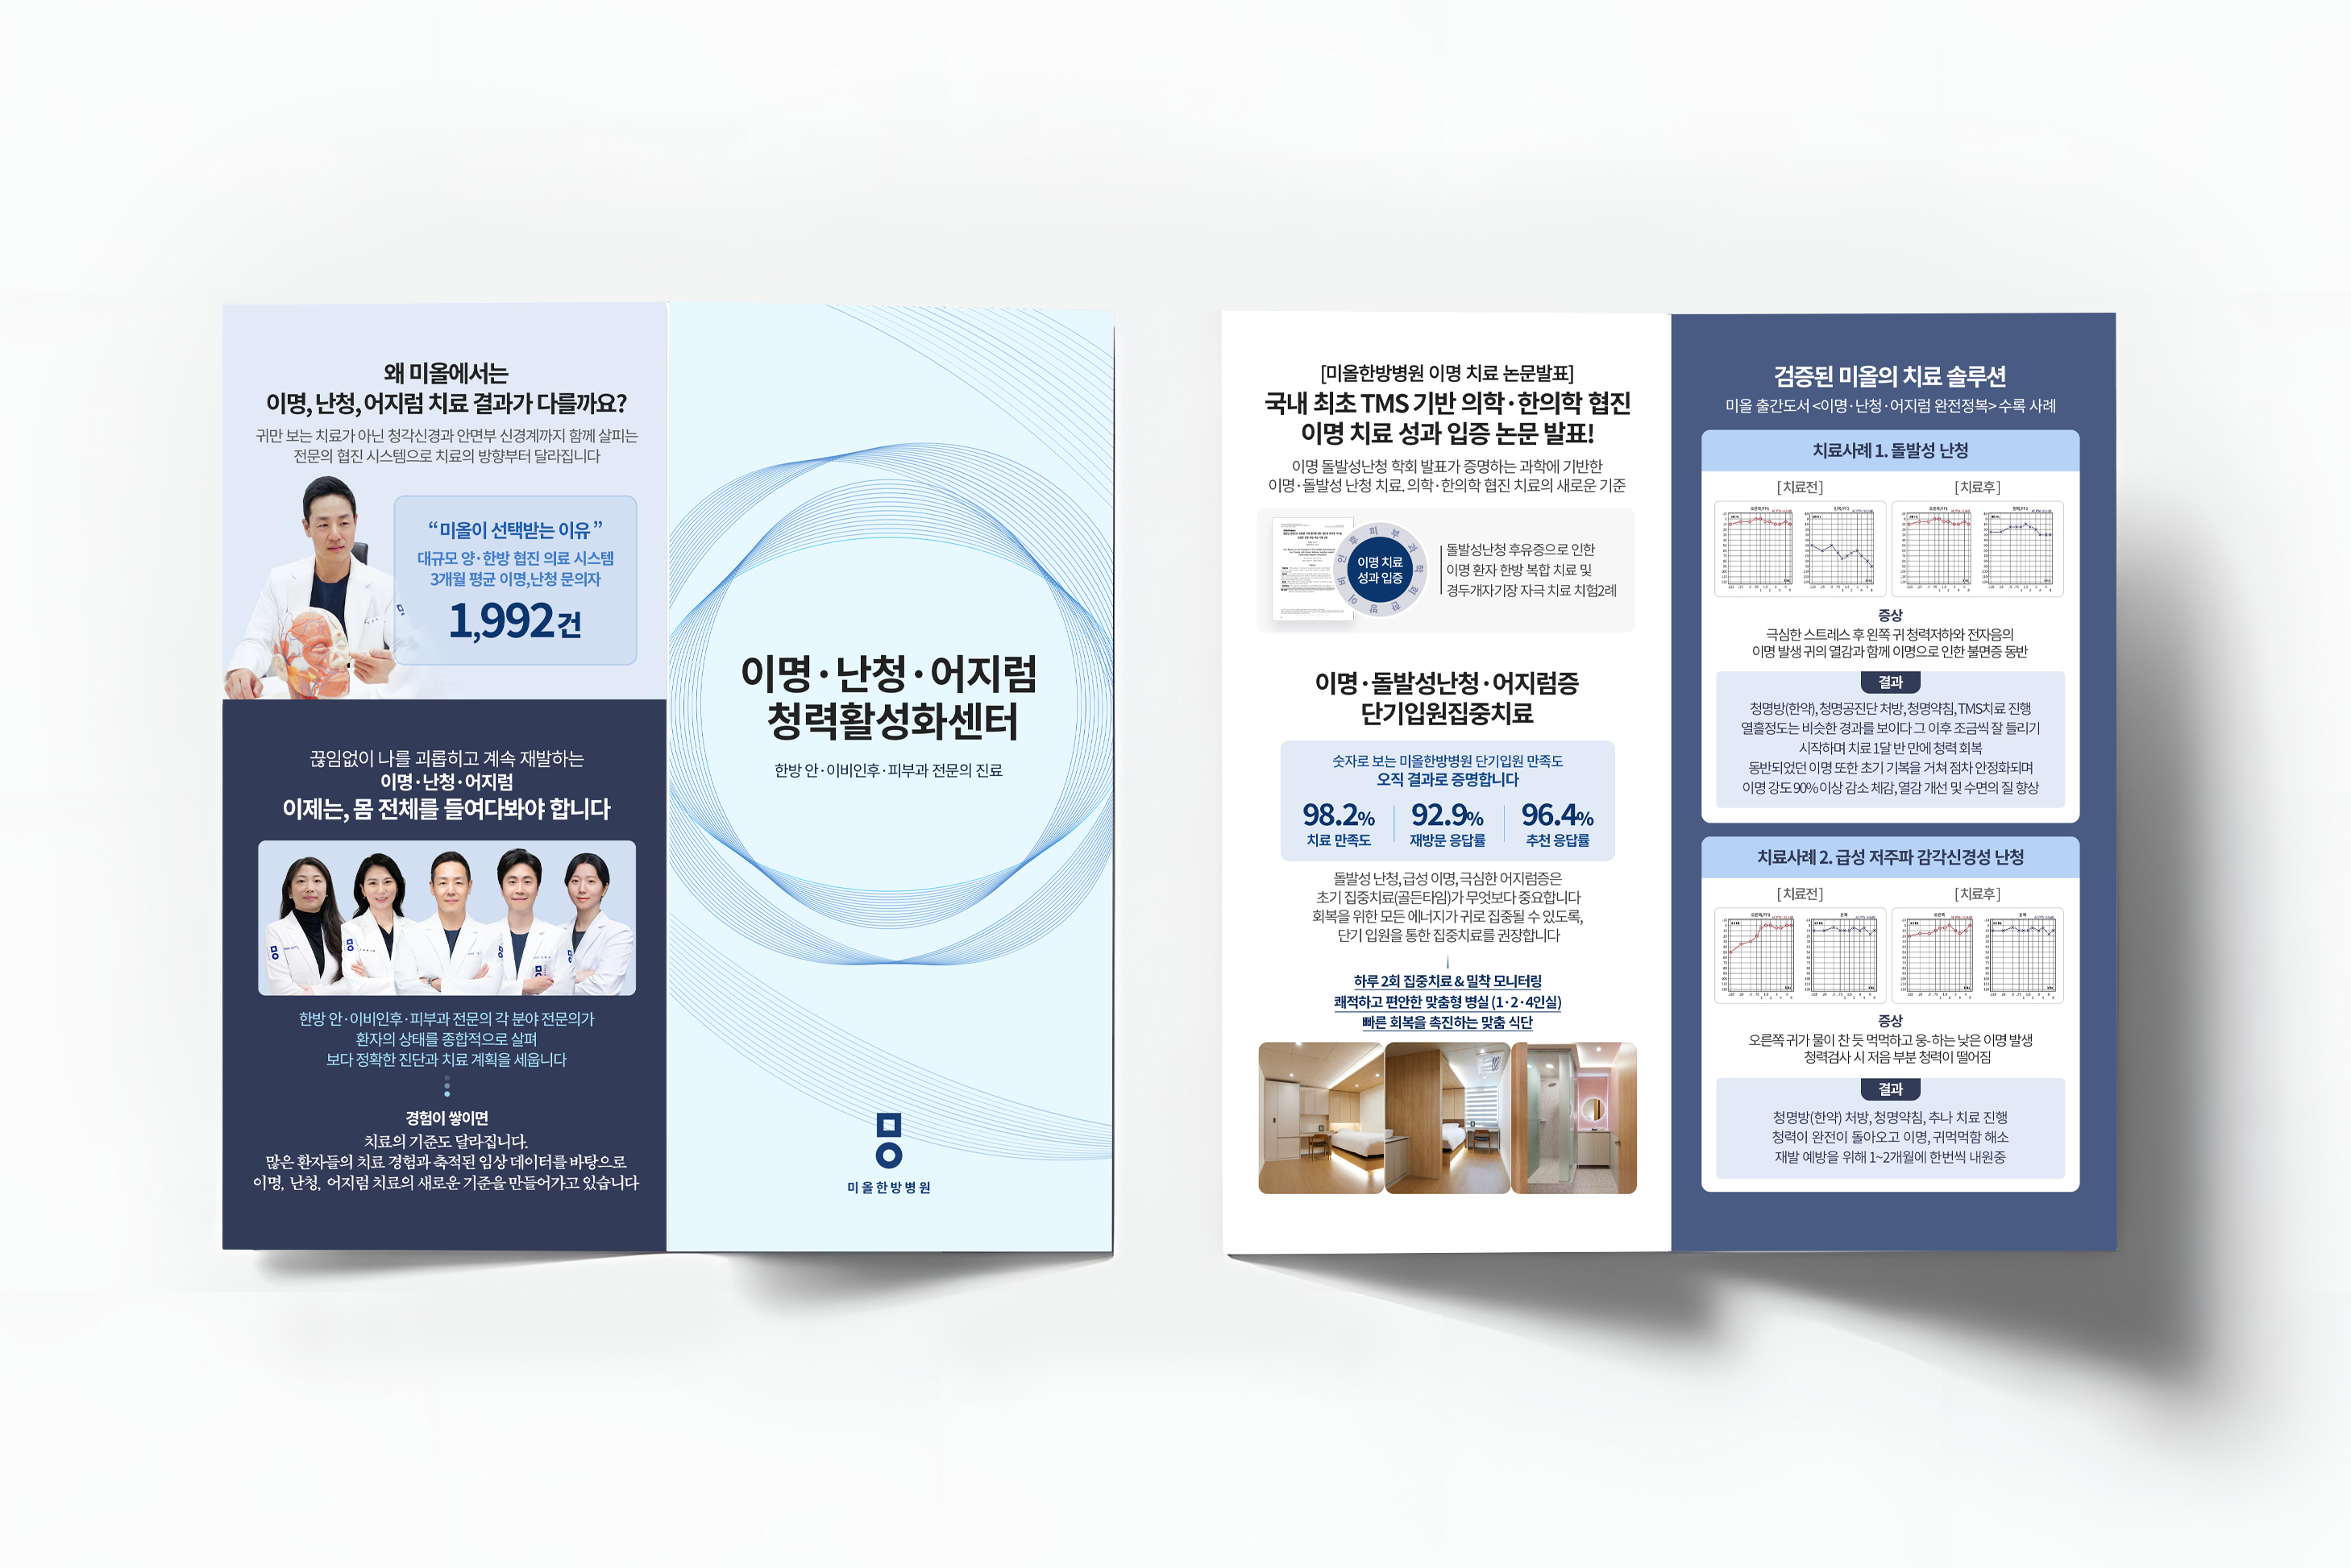 왜 미올에서는
이명, 난청, 어지럼 치료 결과가 다를까요?
귀만 보는 치료가 아닌 청각신경과 안면부 신경계까지 함께 살피는
전문의 협진 시스템으로 치료의 방향부터 달라집니다
“미올이 선택받는 이유”
대규모 양·한방 협진 의료 시스템
3개월 평균 이명,난청 문의자
1,992건
끊임없이 나를 괴롭히고 계속 재발하는
이명·난청·어지럼
이제는, 몸 전체를 들여다봐야 합니다
한방 안·이비인후·피부과 전문의 각 분야 전문의가
환자의 상태를 종합적으로 살펴
보다 정확한 진단과 치료 계획을 세웁니다
경험이 쌓이면
치료의 기준도 달라집니다.
많은 환자들의 치료 경험과 축적된 임상 데이터를 바탕으로
이명, 난청, 어지럼 치료의 새로운 기준을 만들어가고 있습니다
이명·난청·어지럼
청력활성화센터
한방 안·이비인후·피부과 전문의 진료
미올한방병원
[미올한방병원 이명 치료 논문발표]
국내 최초 TMS 기반 의학·한의학 협진
이명 치료 성과 입증 논문 발표!
이명 돌발성난청 학회 발표가 증명하는 과학에 기반한
이명·돌발성 난청 치료. 의학·한의학 협진 치료의 새로운 기준
한방이비인후피부과학회
이명 치료
성과 입증
돌발성난청 후유증으로 인한
이명 환자 한방 복합 치료 및
경두개자기장 자극 치료 치험2례
이명·돌발성난청·어지럼증
단기입원집중치료
숫자로 보는 미올한방병원 단기입원 만족도
오직 결과로 증명합니다
98.2% 92.9% 96.4%
치료 만족도 재방문 응답률 추천 응답률
돌발성 난청, 급성 이명, 극심한 어지럼증은
초기 집중치료(골든타임)가 무엇보다 중요합니다
회복을 위한 모든 에너지가 귀로 집중될 수 있도록,
단기 입원을 통한 집중치료를 권장합니다
하루 2회 집중치료 & 밀착 모니터링
쾌적하고 편안한 맞춤형 병실 (1·2·4인실)
빠른 회복을 촉진하는 맞춤 식단
검증된 미올의 치료 솔루션
미올 출간도서 <이명·난청·어지럼 완전정복> 수록 사례
치료사례 1. 돌발성 난청
[치료전] [치료후]
증상
극심한 스트레스 후 왼쪽 귀 청력저하와 전자음의
이명 발생 귀의 열감과 함께 이명으로 인한 불면증 동반
결과
청명방(한약), 청명공진단 처방, 청명약침, TMS치료 진행
열흘정도는 비슷한 경과를 보이다 그 이후 조금씩 잘 들리기
시작하며 치료 1달 반 만에 청력 회복
동반되었던 이명 또한 초기 기복을 거쳐 점차 안정화되며
이명 강도 90% 이상 감소 체감, 열감 개선 및 수면의 질 향상
치료사례 2. 급성 저주파 감각신경성 난청
[치료전] [치료후]
증상
오른쪽 귀가 물이 찬 듯 먹먹하고 웅- 하는 낮은 이명 발생
청력검사 시 저음 부분 청력이 떨어짐
결과
청명방(한약) 처방, 청명약침, 추나 치료 진행
청력이 완전이 돌아오고 이명, 귀먹먹함 해소
재발 예방을 위해 1~2개월에 한번씩 내원중